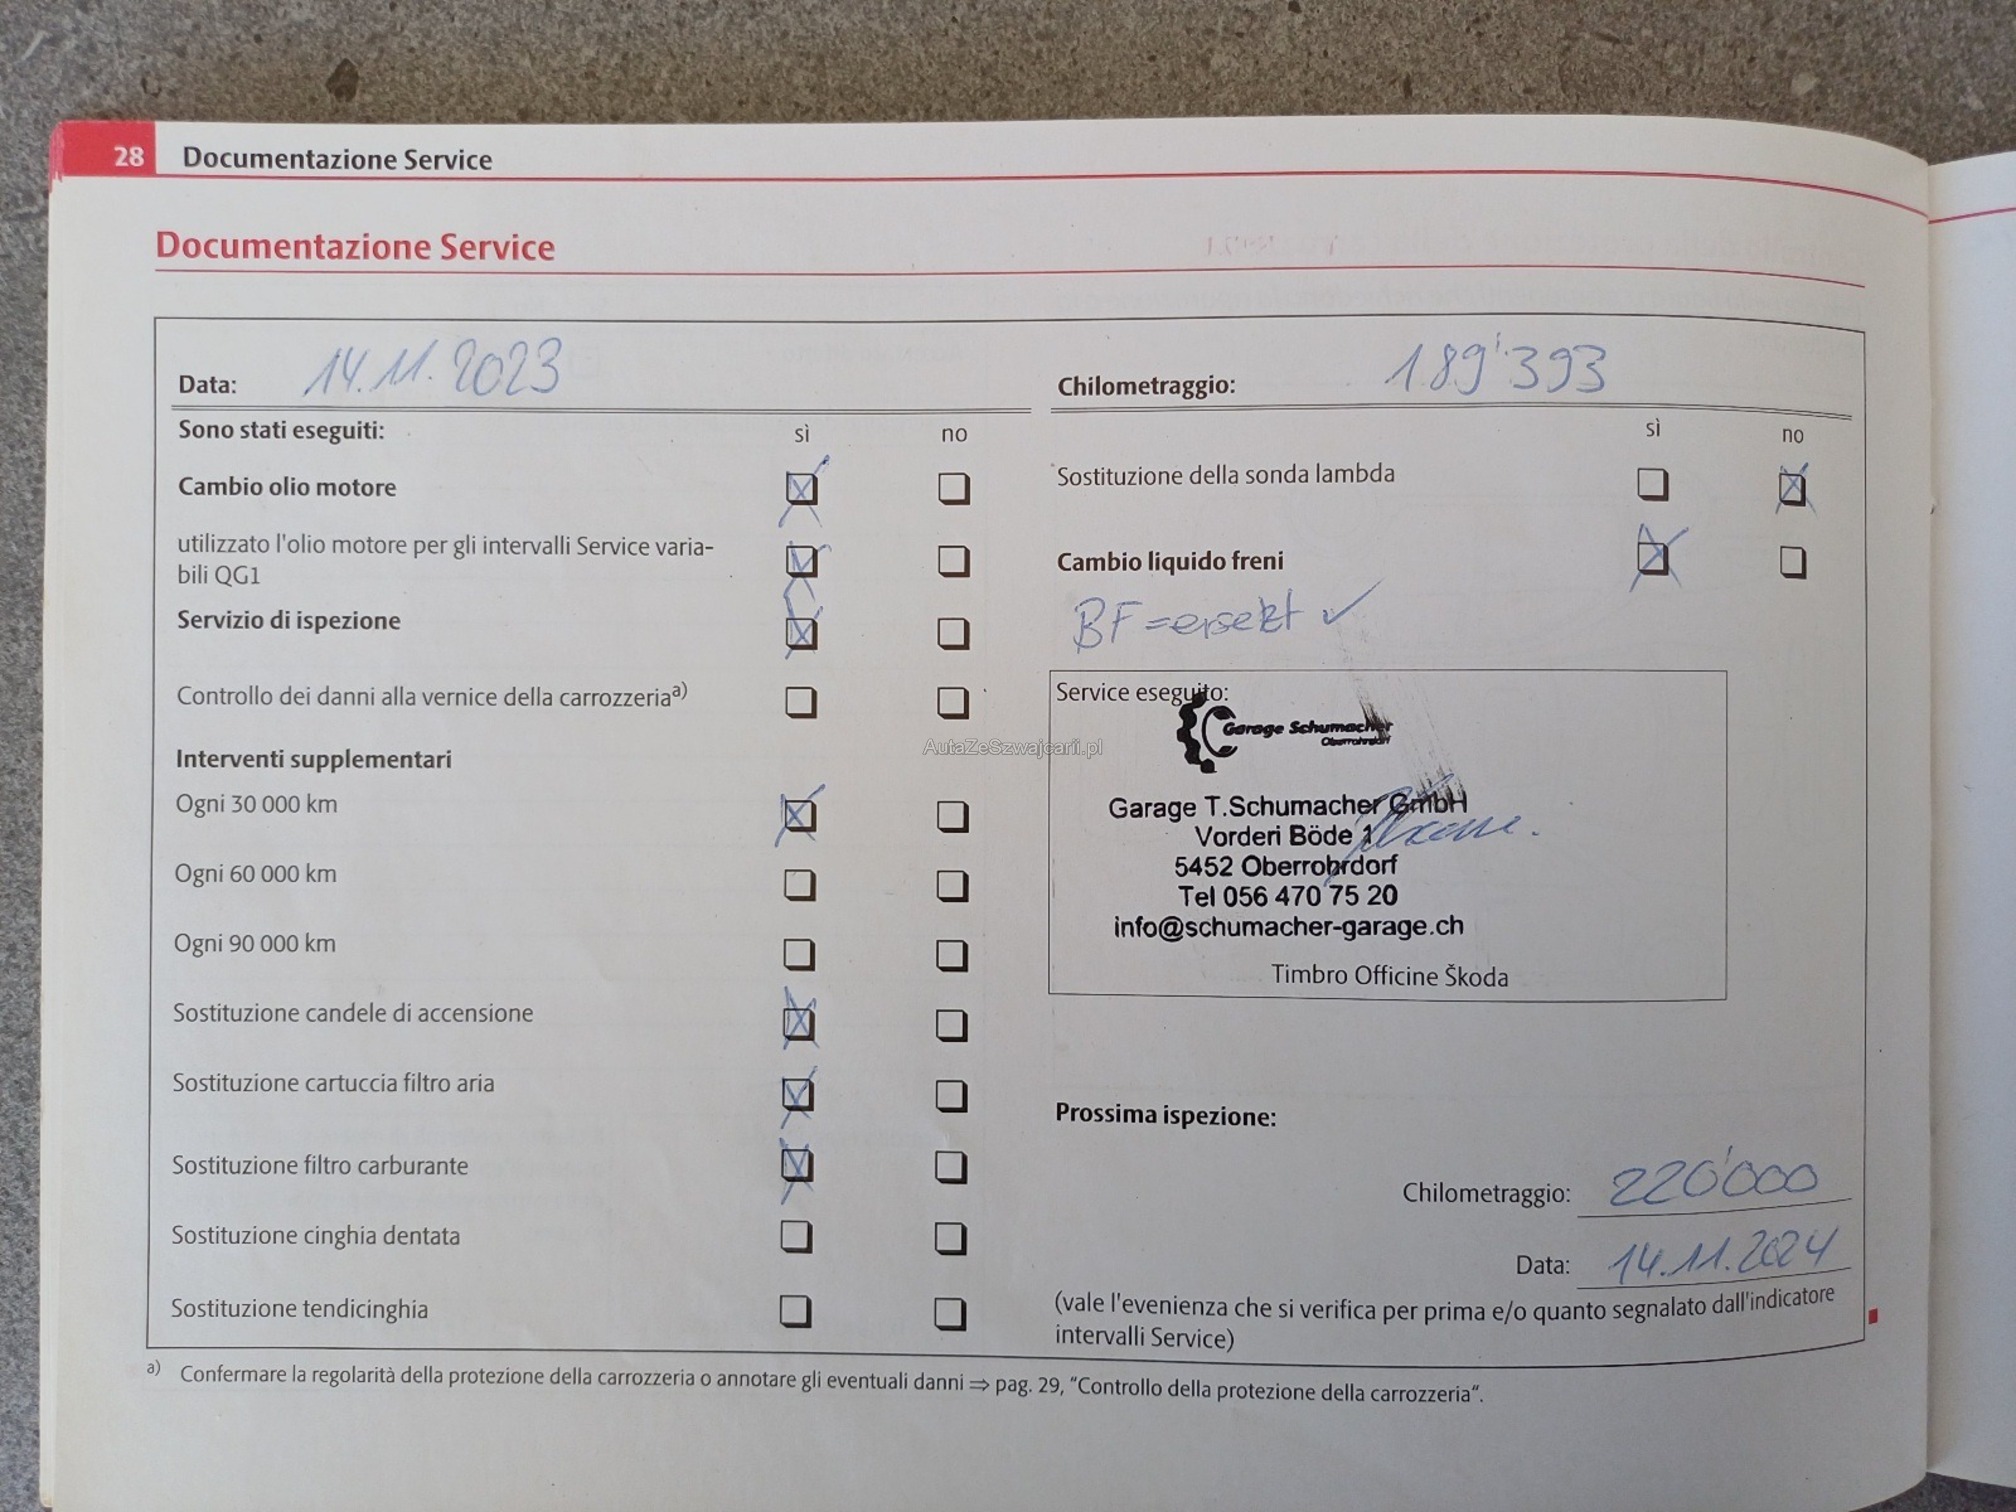 28 Documentazione Service
Documentazione Service
Data: 14.11.2023
Sono stati eseguiti: sì no
Cambio olio motore
utilizzato l'olio motore per gli intervalli Service varia-
bili QG1
Servizio di ispezione
Controllo dei danni alla vernice della carrozzeria a)
Interventi supplementari
Ogni 30 000 km
Ogni 60 000 km
Ogni 90 000 km
Sostituzione candele di accensione
Sostituzione cartuccia filtro aria
Sostituzione filtro carburante
Sostituzione cinghia dentata
Sostituzione tendicinghia
Chilometraggio: 189'393
sì no
Sostituzione della sonda lambda
Cambio liquido freni
BF = ersetzt ✓
Service eseguito:
Garage Schumacher
Oberrohrdorf
AutaZeSzwajcarii.pl
Garage T.Schumacher GmbH
Vorderi Böde 1
5452 Oberrohrdorf
Tel 056 470 75 20
info@schumacher-garage.ch
Timbro Officine Škoda
Prossima ispezione:
Chilometraggio: 220'000
Data: 14.11.2024
(vale l'evenienza che si verifica per prima e/o quanto segnalato dall'indicatore
intervalli Service)
a) Confermare la regolarità della protezione della carrozzeria o annotare gli eventuali danni ⇒ pag. 29, "Controllo della protezione della carrozzeria".